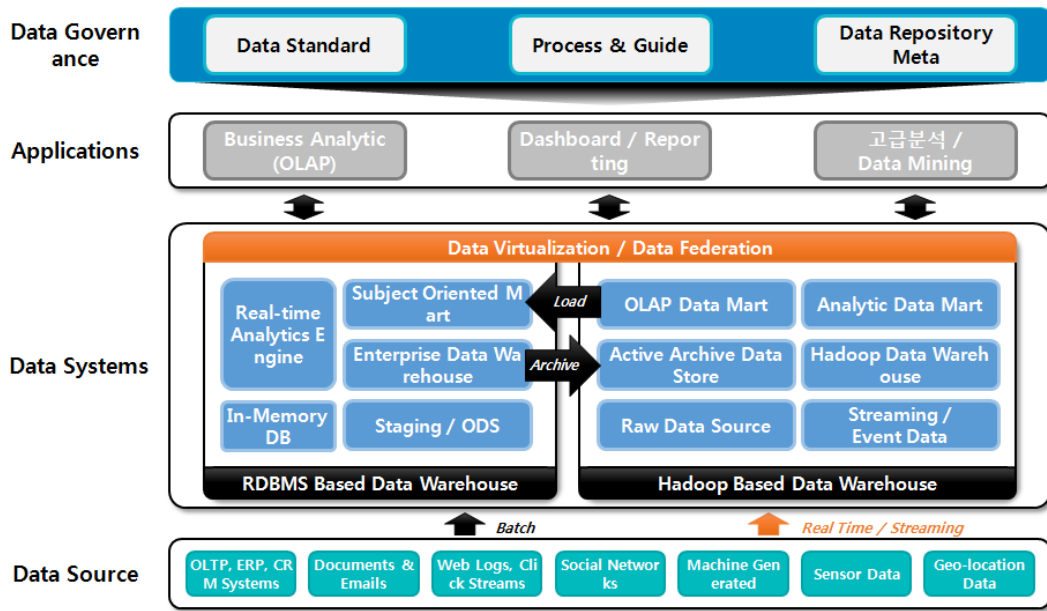 Data Govern
ance
Data Standard
Process & Guide
Data Repository
Meta
Applications
Business Analytic
(OLAP)
Dashboard / Repor
ting
고급분석 /
Data Mining
Data Systems
Data Virtualization / Data Federation
Real-time
Analytics E
ngine
Subject Oriented M
art
Load
OLAP Data Mart
Analytic Data Mart
Enterprise Data Wa
rehouse
Archive
Active Archive Data
Store
Hadoop Data Wareh
ouse
In-Memory
DB
Staging / ODS
Raw Data Source
Streaming /
Event Data
RDBMS Based Data Warehouse
Hadoop Based Data Warehouse
Batch
Real Time / Streaming
Data Source
OLTP, ERP, CR
M Systems
Documents &
Emails
Web Logs, Cli
ck Streams
Social Networ
ks
Machine Gen
erated
Sensor Data
Geo-location
Data